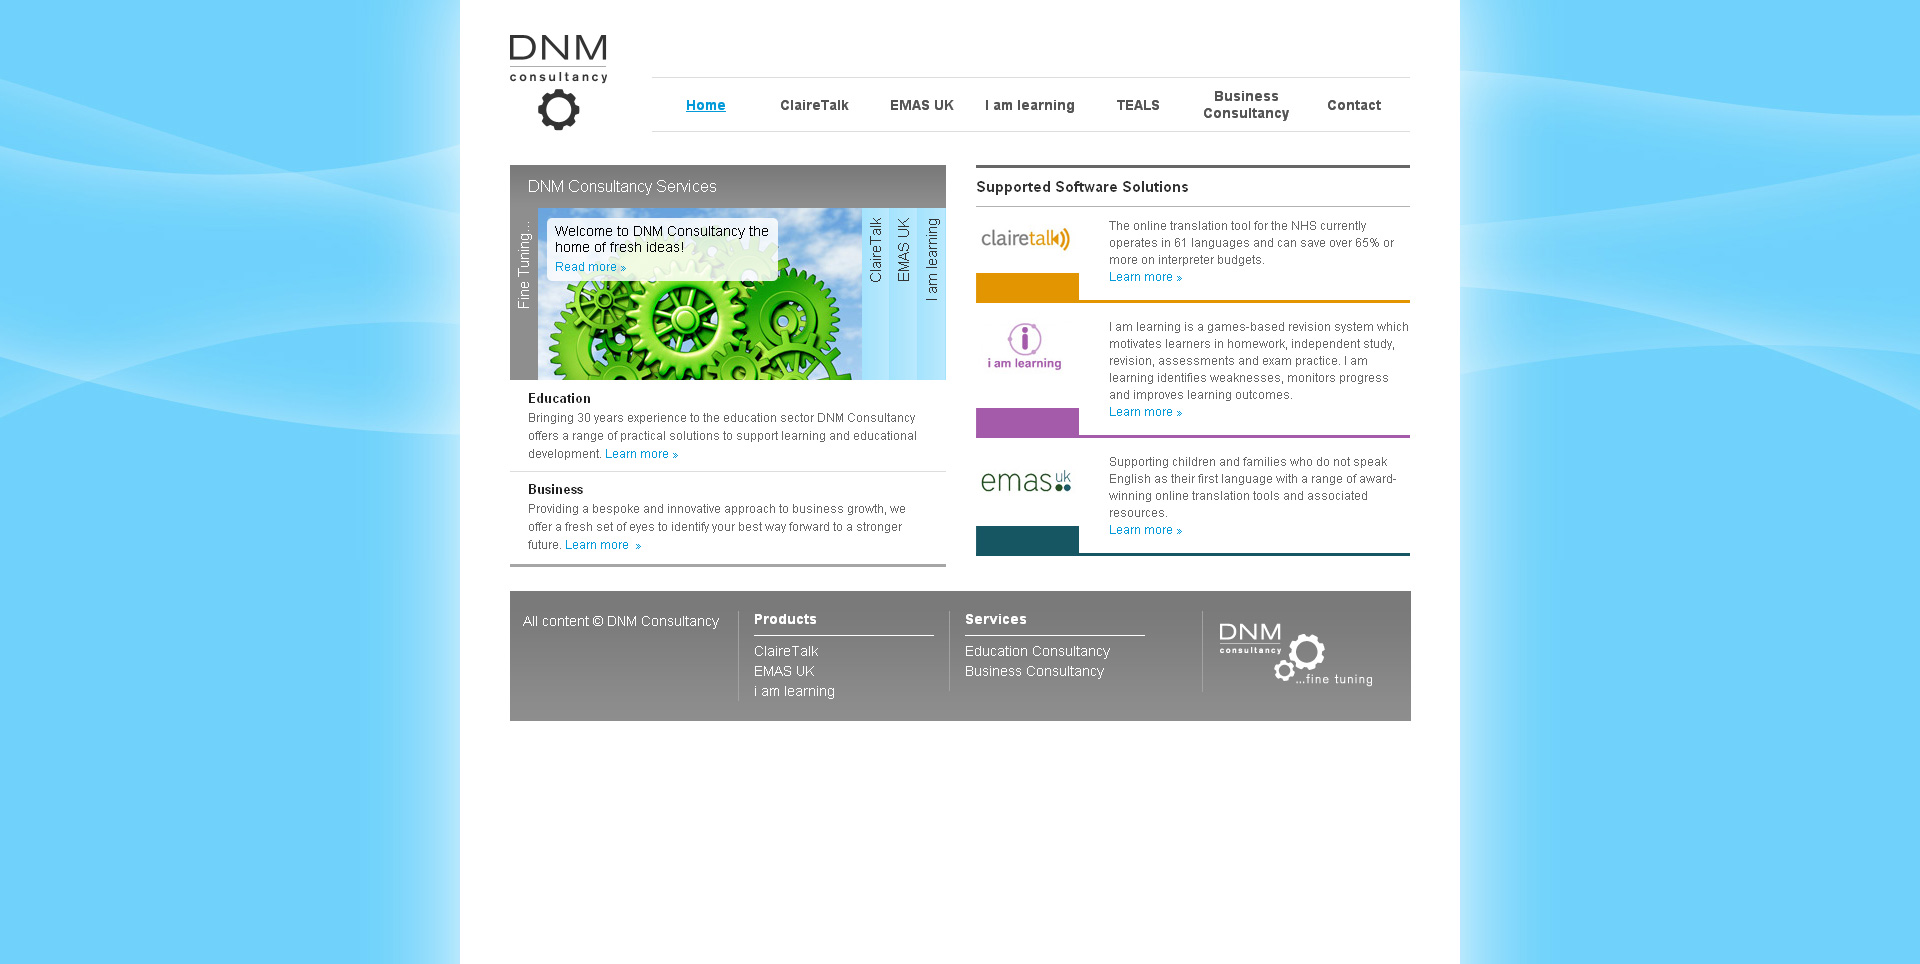 DNM
consultancy
Home
ClaireTalk
EMAS UK
I am learning
TEALS
Business
Consultancy
Contact
DNM Consultancy Services
Fine Tuning...
Welcome to DNM Consultancy the
home of fresh ideas!
Read more »
ClaireTalk
EMAS UK
I am learning
Education
Bringing 30 years experience to the education sector DNM Consultancy
offers a range of practical solutions to support learning and educational
development. Learn more »
Business
Providing a bespoke and innovative approach to business growth, we
offer a fresh set of eyes to identify your best way forward to a stronger
future. Learn more »
Supported Software Solutions
clairetalk
The online translation tool for the NHS currently
operates in 61 languages and can save over 65% or
more on interpreter budgets.
Learn more »
i am learning
I am learning is a games-based revision system which
motivates learners in homework, independent study,
revision, assessments and exam practice. I am
learning identifies weaknesses, monitors progress
and improves learning outcomes.
Learn more »
emas uk
Supporting children and families who do not speak
English as their first language with a range of award-
winning online translation tools and associated
resources.
Learn more »
All content © DNM Consultancy
Products
ClaireTalk
EMAS UK
i am learning
Services
Education Consultancy
Business Consultancy
DNM
consultancy
...fine tuning